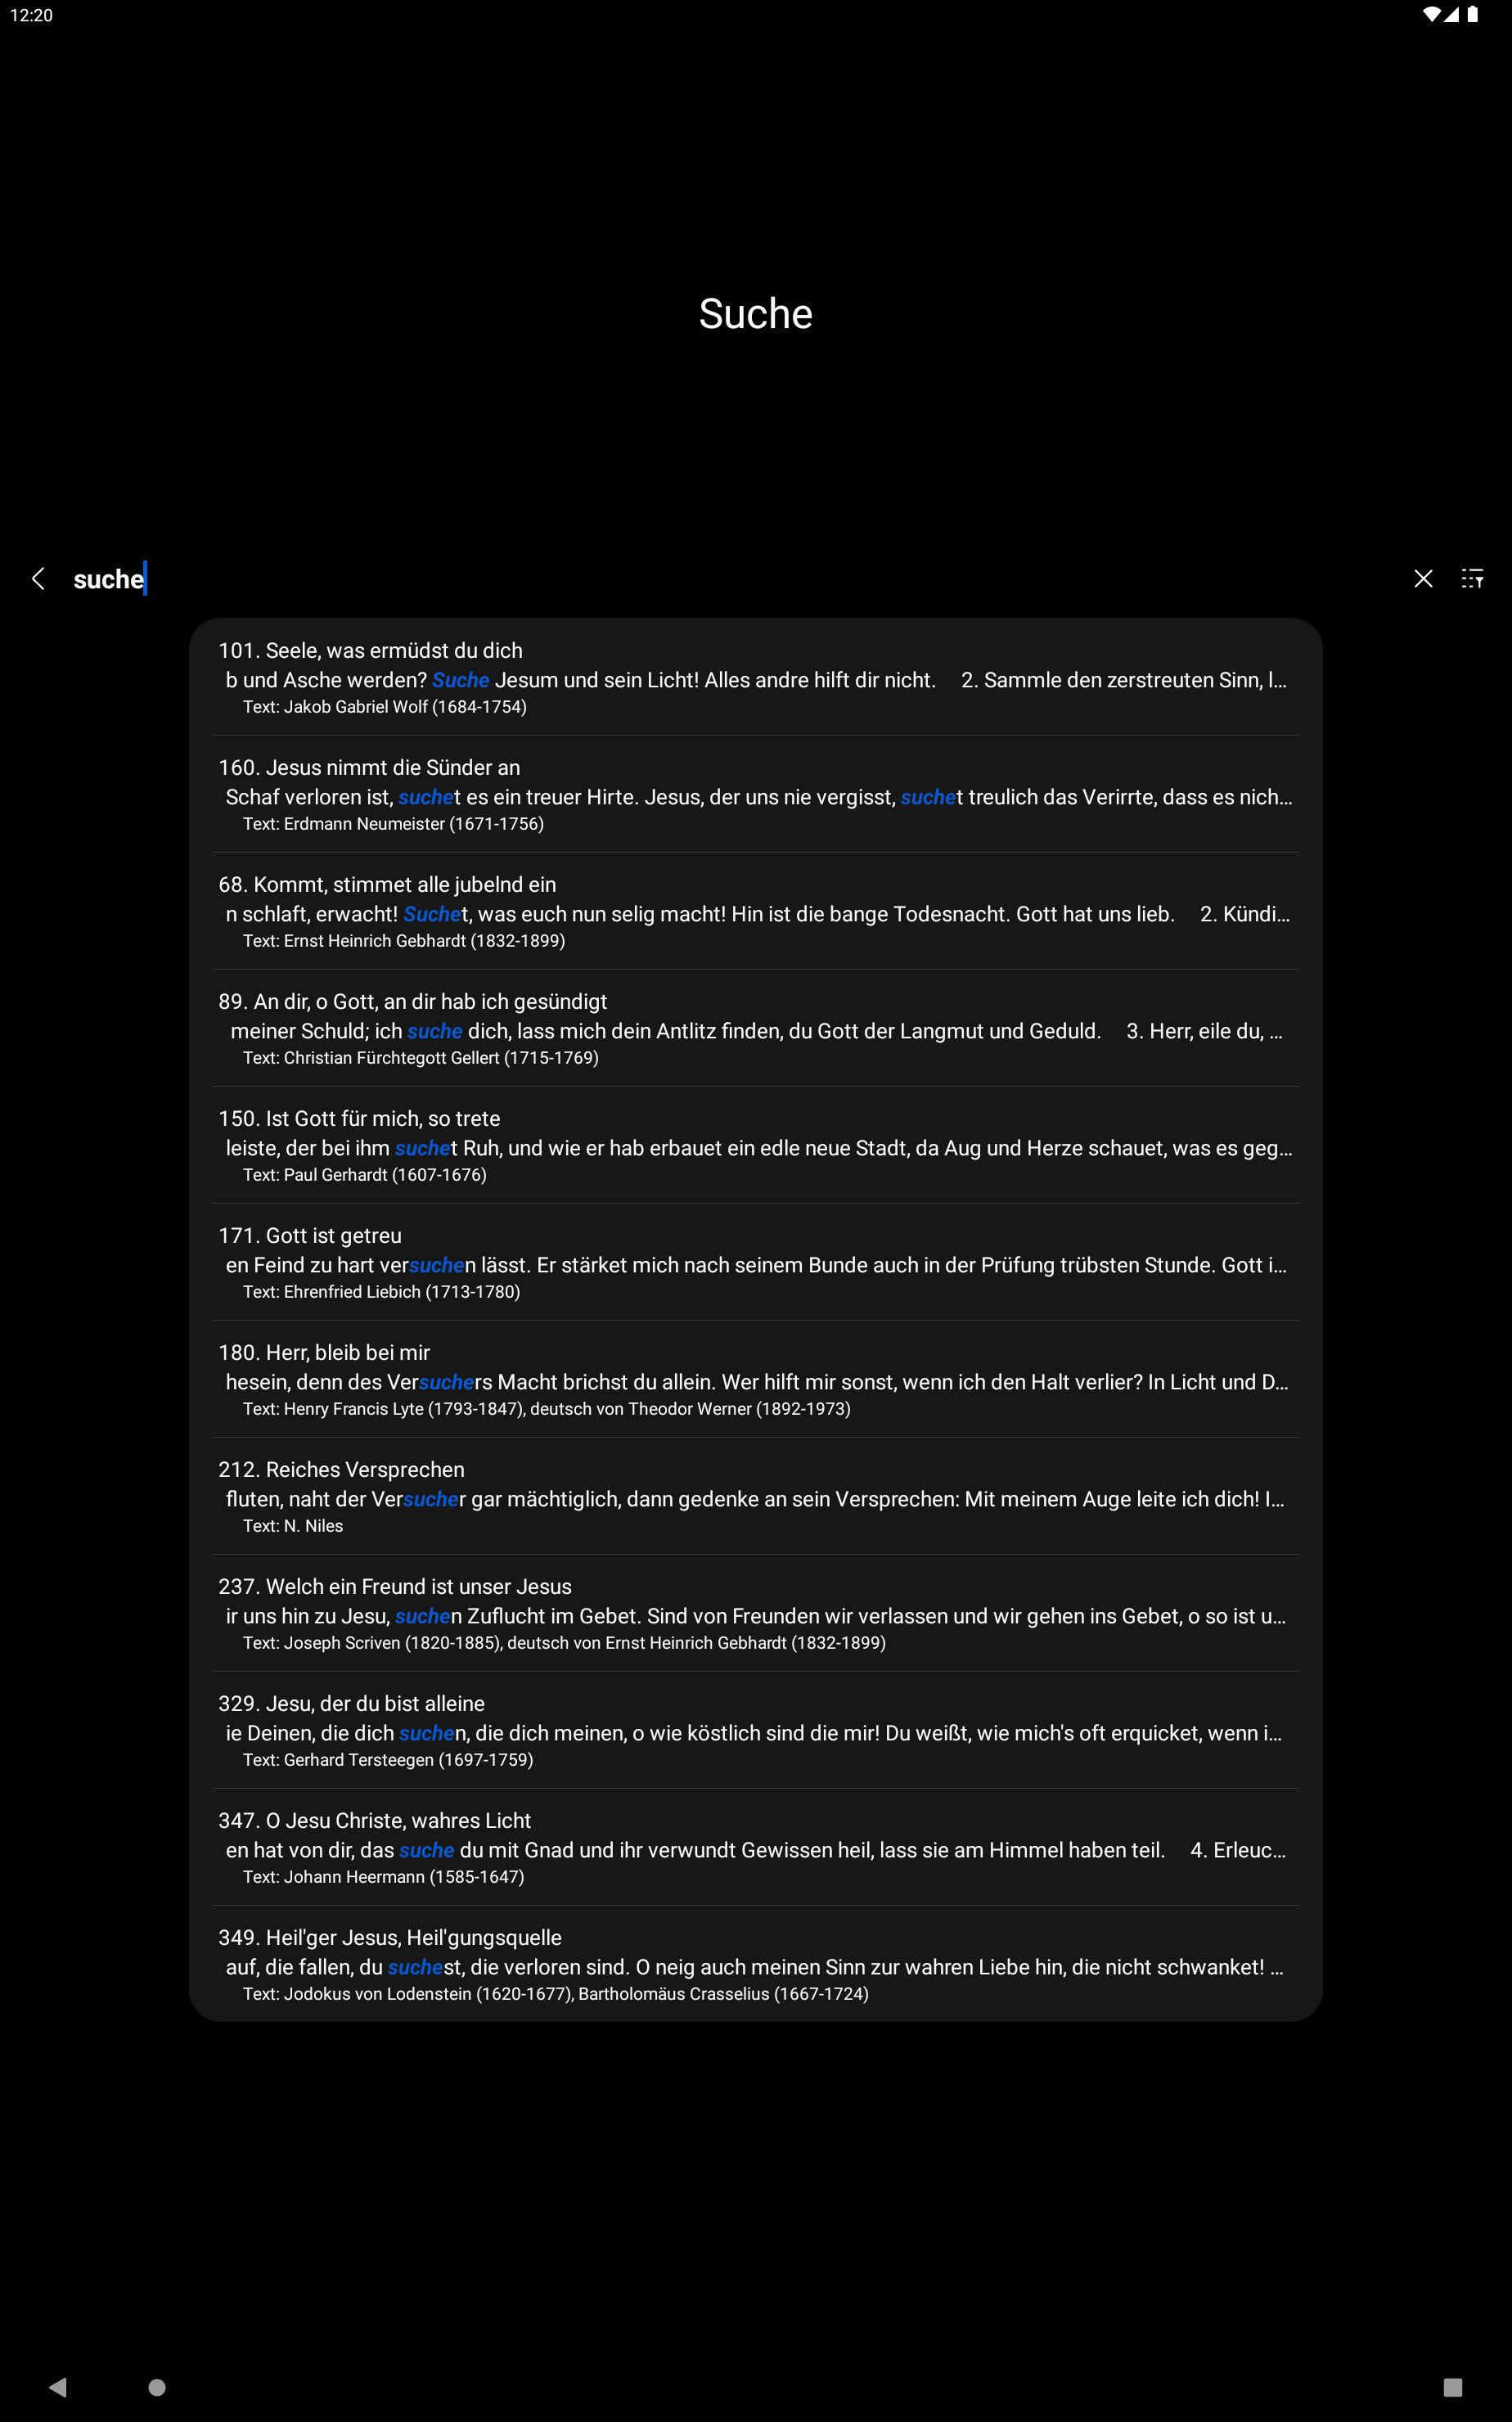 12:20
Suche
suche
101. Seele, was ermüdst du dich
b und Asche werden? Suche Jesum und sein Licht! Alles andre hilft dir nicht. 2. Sammle den zerstreuten Sinn, l…
Text: Jakob Gabriel Wolf (1684-1754)
160. Jesus nimmt die Sünder an
Schaf verloren ist, suchet es ein treuer Hirte. Jesus, der uns nie vergisst, suchet treulich das Verirrte, dass es nich…
Text: Erdmann Neumeister (1671-1756)
68. Kommt, stimmet alle jubelnd ein
n schlaft, erwacht! Suchet, was euch nun selig macht! Hin ist die bange Todesnacht. Gott hat uns lieb. 2. Kündi…
Text: Ernst Heinrich Gebhardt (1832-1899)
89. An dir, o Gott, an dir hab ich gesündigt
meiner Schuld; ich suche dich, lass mich dein Antlitz finden, du Gott der Langmut und Geduld. 3. Herr, eile du, …
Text: Christian Fürchtegott Gellert (1715-1769)
150. Ist Gott für mich, so trete
leiste, der bei ihm suchet Ruh, und wie er hab erbauet ein edle neue Stadt, da Aug und Herze schauet, was es geg…
Text: Paul Gerhardt (1607-1676)
171. Gott ist getreu
en Feind zu hart versuchen lässt. Er stärket mich nach seinem Bunde auch in der Prüfung trübsten Stunde. Gott i…
Text: Ehrenfried Liebich (1713-1780)
180. Herr, bleib bei mir
hesein, denn des Versuchers Macht brichst du allein. Wer hilft mir sonst, wenn ich den Halt verlier? In Licht und D…
Text: Henry Francis Lyte (1793-1847), deutsch von Theodor Werner (1892-1973)
212. Reiches Versprechen
fluten, naht der Versucher gar mächtiglich, dann gedenke an sein Versprechen: Mit meinem Auge leite ich dich! I…
Text: N. Niles
237. Welch ein Freund ist unser Jesus
ir uns hin zu Jesu, suchen Zuflucht im Gebet. Sind von Freunden wir verlassen und wir gehen ins Gebet, o so ist u…
Text: Joseph Scriven (1820-1885), deutsch von Ernst Heinrich Gebhardt (1832-1899)
329. Jesu, der du bist alleine
ie Deinen, die dich suchen, die dich meinen, o wie köstlich sind die mir! Du weißt, wie mich's oft erquicket, wenn i…
Text: Gerhard Tersteegen (1697-1759)
347. O Jesu Christe, wahres Licht
en hat von dir, das suche du mit Gnad und ihr verwundt Gewissen heil, lass sie am Himmel haben teil. 4. Erleuc…
Text: Johann Heermann (1585-1647)
349. Heil'ger Jesus, Heil'gungsquelle
auf, die fallen, du suchest, die verloren sind. O neig auch meinen Sinn zur wahren Liebe hin, die nicht schwanket! …
Text: Jodokus von Lodenstein (1620-1677), Bartholomäus Crasselius (1667-1724)